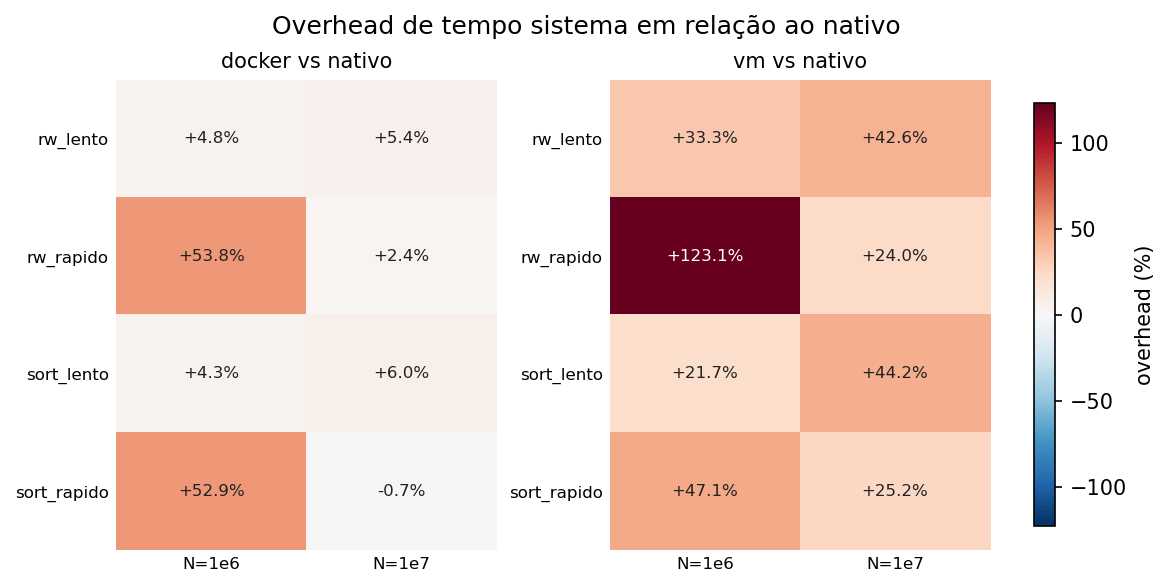 Overhead de tempo sistema em relação ao nativo
docker vs nativo
rw_lento +4.8% +5.4%
rw_rapido +53.8% +2.4%
sort_lento +4.3% +6.0%
sort_rapido +52.9% -0.7%
N=1e6 N=1e7
vm vs nativo
rw_lento +33.3% +42.6%
rw_rapido +123.1% +24.0%
sort_lento +21.7% +44.2%
sort_rapido +47.1% +25.2%
N=1e6 N=1e7
100
50
0
−50
−100
overhead (%)